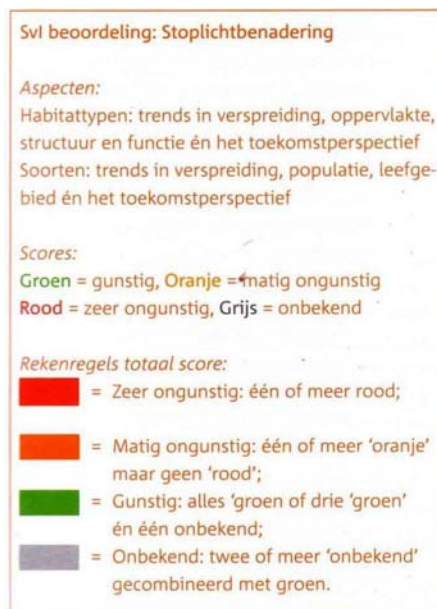 SvI beoordeling: Stoplichtbenadering
Aspecten:
Habitattypen: trends in verspreiding, oppervlakte,
structuur en functie én het toekomstperspectief
Soorten: trends in verspreiding, populatie, leefge-
bied én het toekomstperspectief
Scores:
Groen = gunstig, Oranje = matig ongunstig
Rood = zeer ongunstig, Grijs = onbekend
Rekenregels totaal score:
= Zeer ongunstig: één of meer rood;
= Matig ongunstig: één of meer ‘oranje’
maar geen ‘rood’;
= Gunstig: alles ‘groen of drie ‘groen’
én één onbekend;
= Onbekend: twee of meer ‘onbekend’
gecombineerd met groen.